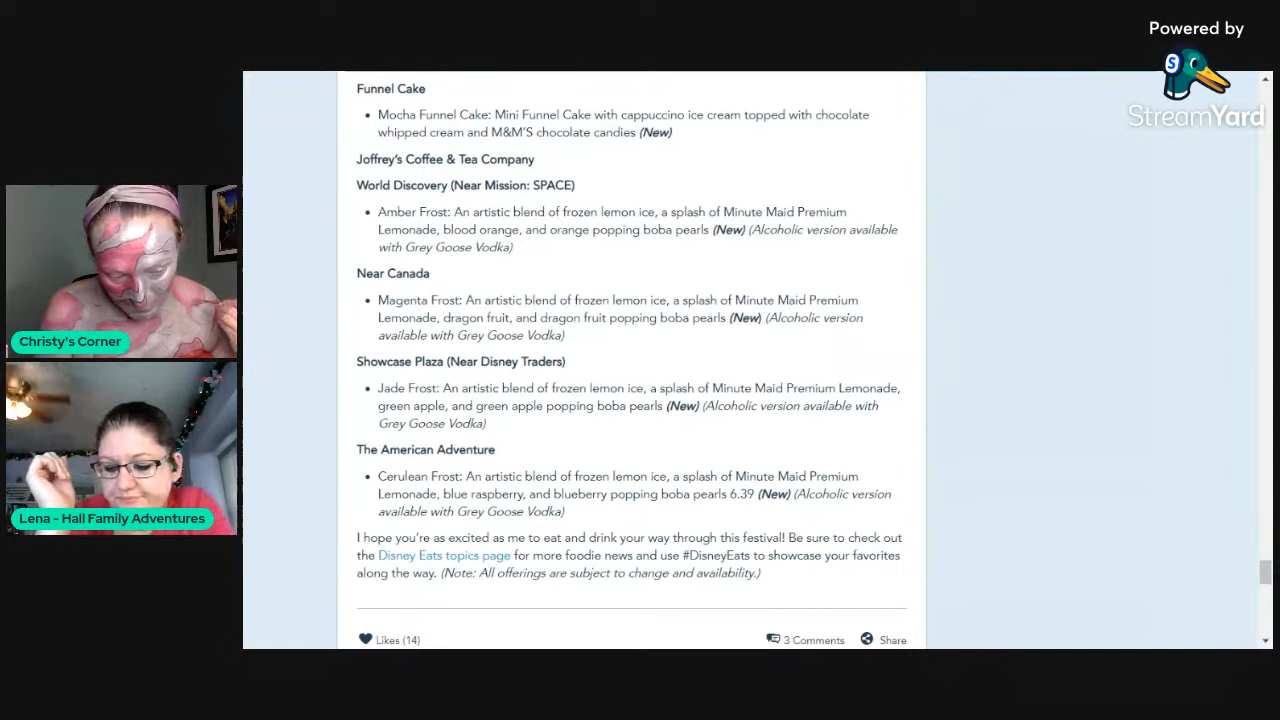 Powered by
S
StreamYard
Funnel Cake
• Mocha Funnel Cake: Mini Funnel Cake with cappuccino ice cream topped with chocolate
whipped cream and M&M'S chocolate candies (New)
Joffrey's Coffee & Tea Company
World Discovery (Near Mission: SPACE)
• Amber Frost: An artistic blend of frozen lemon ice, a splash of Minute Maid Premium
Lemonade, blood orange, and orange popping boba pearls (New) (Alcoholic version available
with Grey Goose Vodka)
Near Canada
• Magenta Frost: An artistic blend of frozen lemon ice, a splash of Minute Maid Premium
Lemonade, dragon fruit, and dragon fruit popping boba pearls (New) (Alcoholic version
available with Grey Goose Vodka)
Showcase Plaza (Near Disney Traders)
• Jade Frost: An artistic blend of frozen lemon ice, a splash of Minute Maid Premium Lemonade,
green apple, and green apple popping boba pearls (New) (Alcoholic version available with
Grey Goose Vodka)
The American Adventure
• Cerulean Frost: An artistic blend of frozen lemon ice, a splash of Minute Maid Premium
Lemonade, blue raspberry, and blueberry popping boba pearls 6.39 (New) (Alcoholic version
available with Grey Goose Vodka)
I hope you're as excited as me to eat and drink your way through this festival! Be sure to check out
the Disney Eats topics page for more foodie news and use #DisneyEats to showcase your favorites
along the way. (Note: All offerings are subject to change and availability.)
Likes (14)
3 Comments
Share
Christy's Corner
Lena - Hall Family Adventures